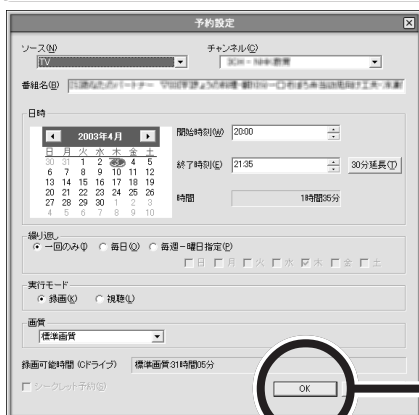 予約設定
ソース(N) チャンネル(C)
TV
番組名(B)
日時
2003年4月 開始時刻(W) 20:00
日 月 火 水 木 金 土
30 31 1 2 3 4 5
6 7 8 9 10 11 12
13 14 15 16 17 18 19
20 21 22 23 24 25 26
27 28 29 30 1 2 3
4 5 6 7 8 9 10
終了時刻(E) 21:35 30分延長(T)
時間 1時間35分
繰り返し
一回のみ(I) 毎日(O) 毎週-曜日指定(P)
日 月 火 水 木 金 土
実行モード
録画(K) 視聴(L)
画質
標準画質
録画可能時間 (Cドライブ) 標準画質:31時間05分
シークレット予約(S)
OK